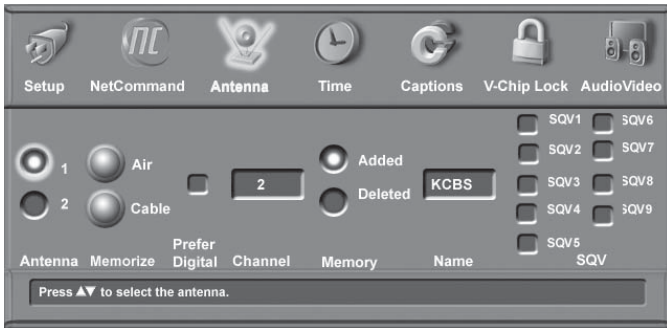 NC
Setup NetCommand Antenna Time Captions V-Chip Lock AudioVideo
SQV1 SQV6
1 Air Added SQV2 SQV7
2 KCBS SQV3 SQV8
2 Cable Deleted SQV4 SQV9
SQV5
Antenna Memorize Prefer Digital Channel Memory Name SQV
Press ▲▼ to select the antenna.